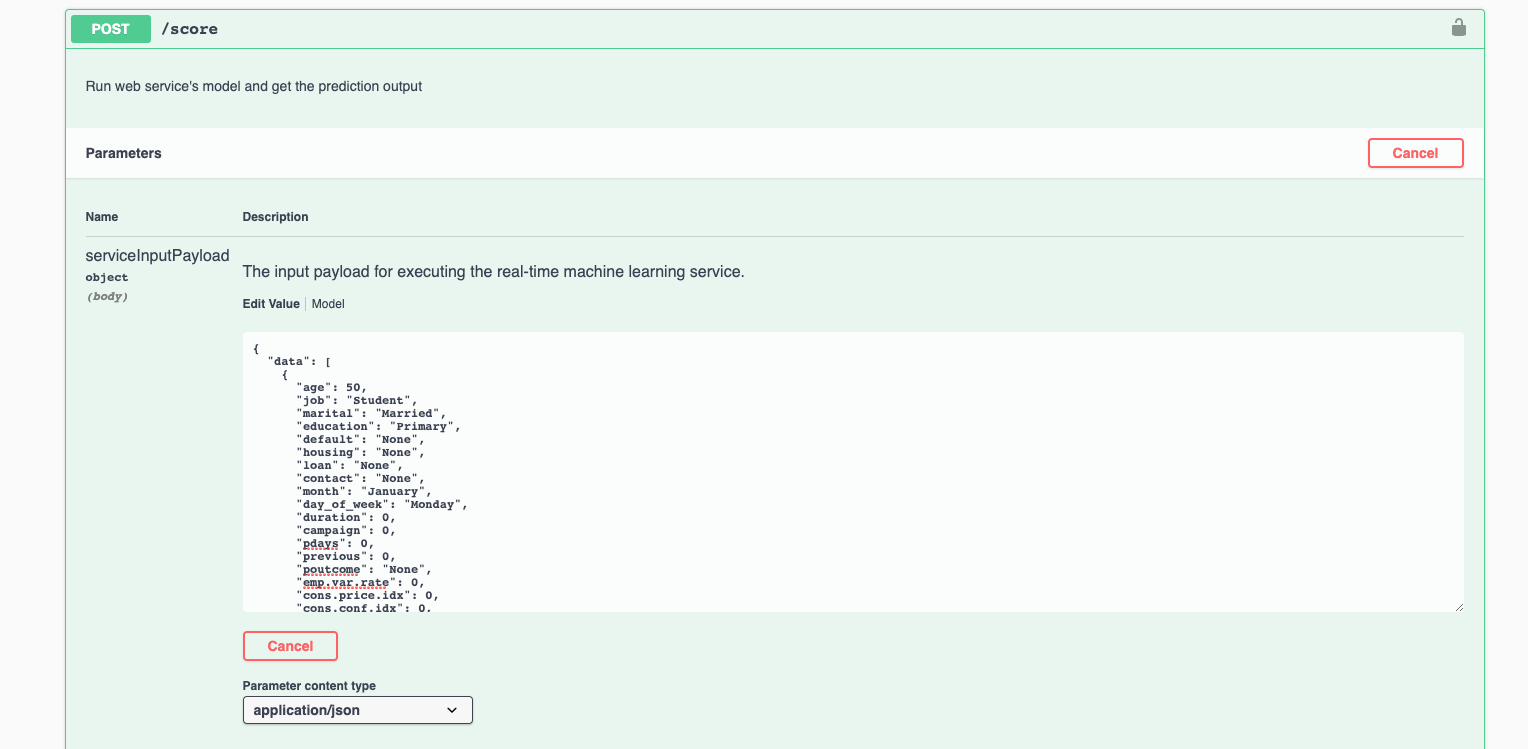 POST /score
Run web service's model and get the prediction output
Parameters
Cancel
Name Description
serviceInputPayload
object
(body)
The input payload for executing the real-time machine learning service.
Edit Value | Model
{
"data": [
{
"age": 50,
"job": "Student",
"marital": "Married",
"education": "Primary",
"default": "None",
"housing": "None",
"loan": "None",
"contact": "None",
"month": "January",
"day_of_week": "Monday",
"duration": 0,
"campaign": 0,
"pdays": 0,
"previous": 0,
"poutcome": "None",
"emp.var.rate": 0,
"cons.price.idx": 0,
"cons.conf.idx": 0,
Cancel
Parameter content type
application/json